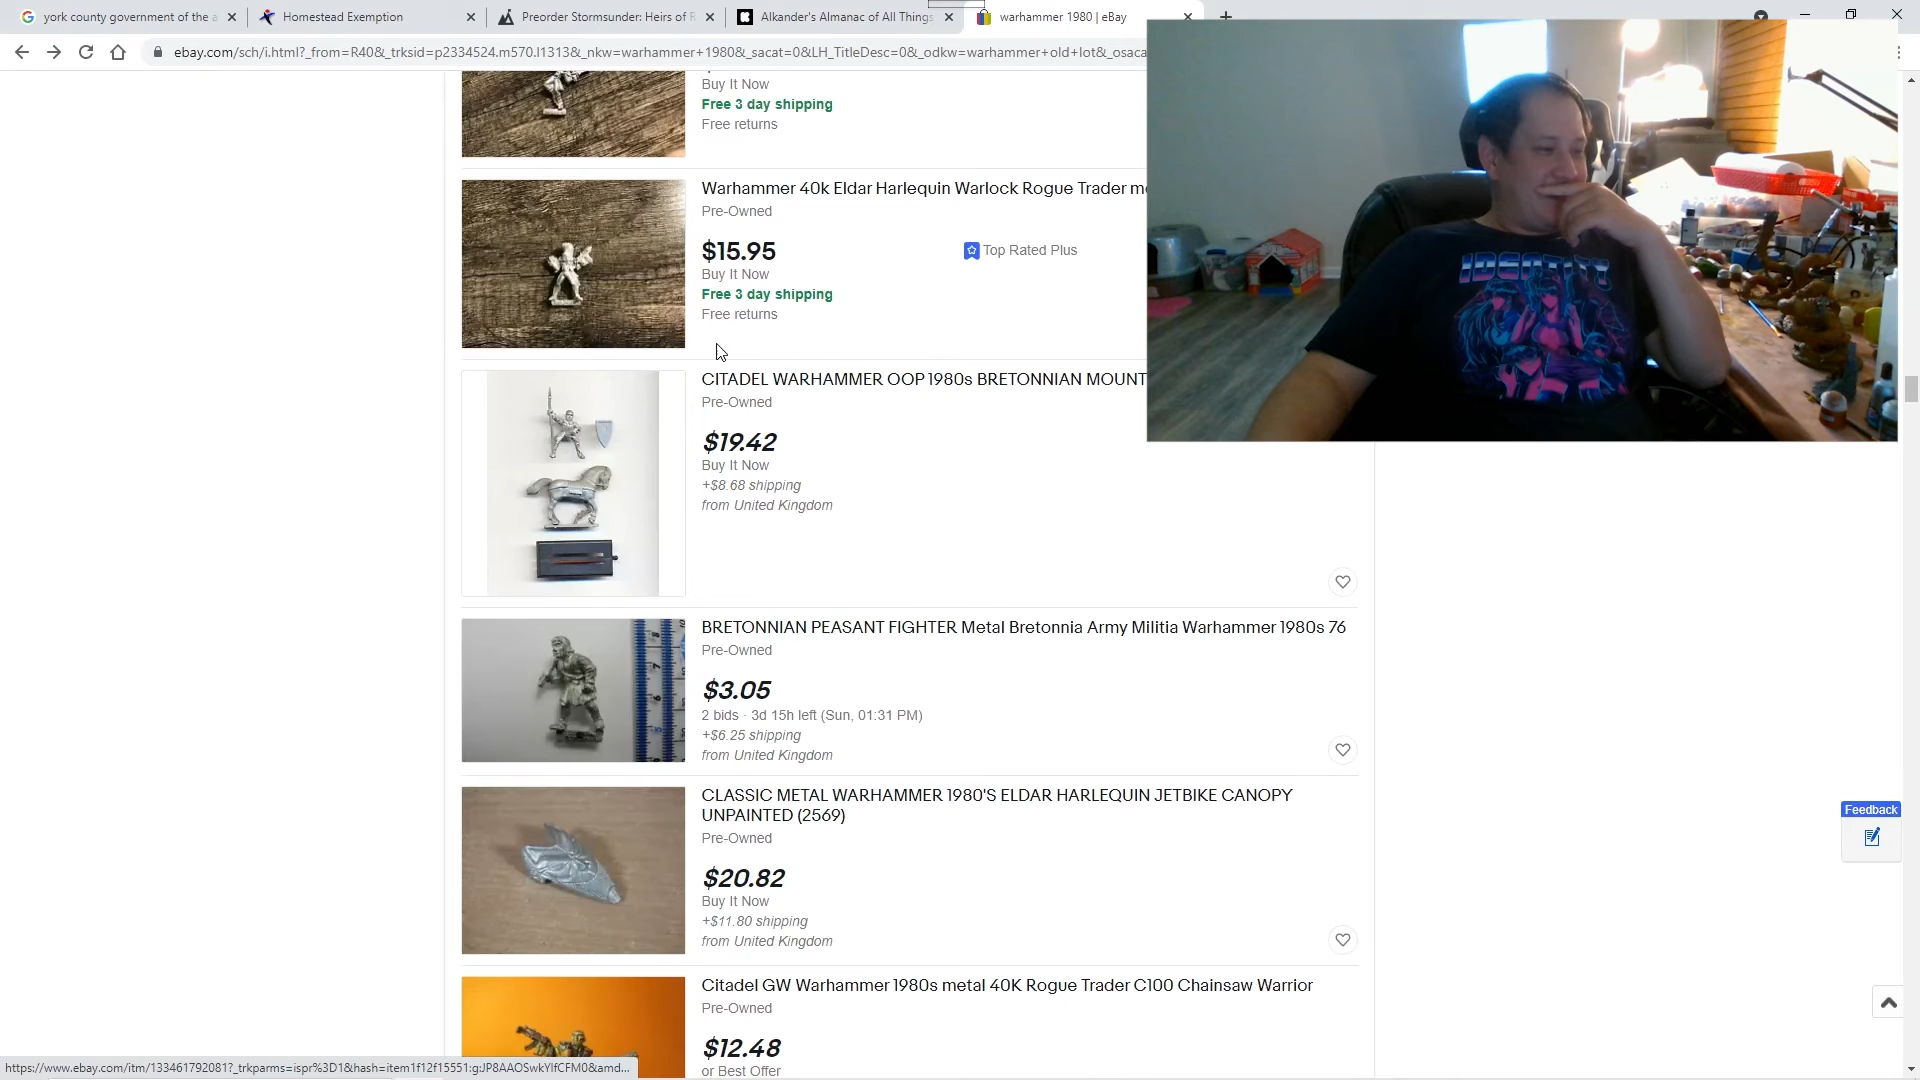 york county government of the a
Homestead Exemption
Preorder Stormsunder: Heirs of R
Alkander's Almanac of All Things
warhammer 1980 | eBay
ebay.com/sch/i.html?_from=R40&_trksid=p2334524.m570.l1313&_nkw=warhammer+1980&_sacat=0&LH_TitleDesc=0&_odkw=warhammer+old+lot&_osaca
Buy It Now
Free 3 day shipping
Free returns
Warhammer 40k Eldar Harlequin Warlock Rogue Trader me
Pre-Owned
$15.95
Top Rated Plus
Buy It Now
Free 3 day shipping
Free returns
IDENTITY
CITADEL WARHAMMER OOP 1980s BRETONNIAN MOUNT
Pre-Owned
$19.42
Buy It Now
+$8.68 shipping
from United Kingdom
BRETONNIAN PEASANT FIGHTER Metal Bretonnia Army Militia Warhammer 1980s 76
Pre-Owned
$3.05
2 bids · 3d 15h left (Sun, 01:31 PM)
+$6.25 shipping
from United Kingdom
CLASSIC METAL WARHAMMER 1980'S ELDAR HARLEQUIN JETBIKE CANOPY
UNPAINTED (2569)
Pre-Owned
$20.82
Buy It Now
+$11.80 shipping
from United Kingdom
Feedback
Citadel GW Warhammer 1980s metal 40K Rogue Trader C100 Chainsaw Warrior
Pre-Owned
$12.48
or Best Offer
https://www.ebay.com/itm/133461792081?_trkparms=ispr%3D1&hash=item1f12f15551:g:JP8AAOSwkYlfCFM0&amd...